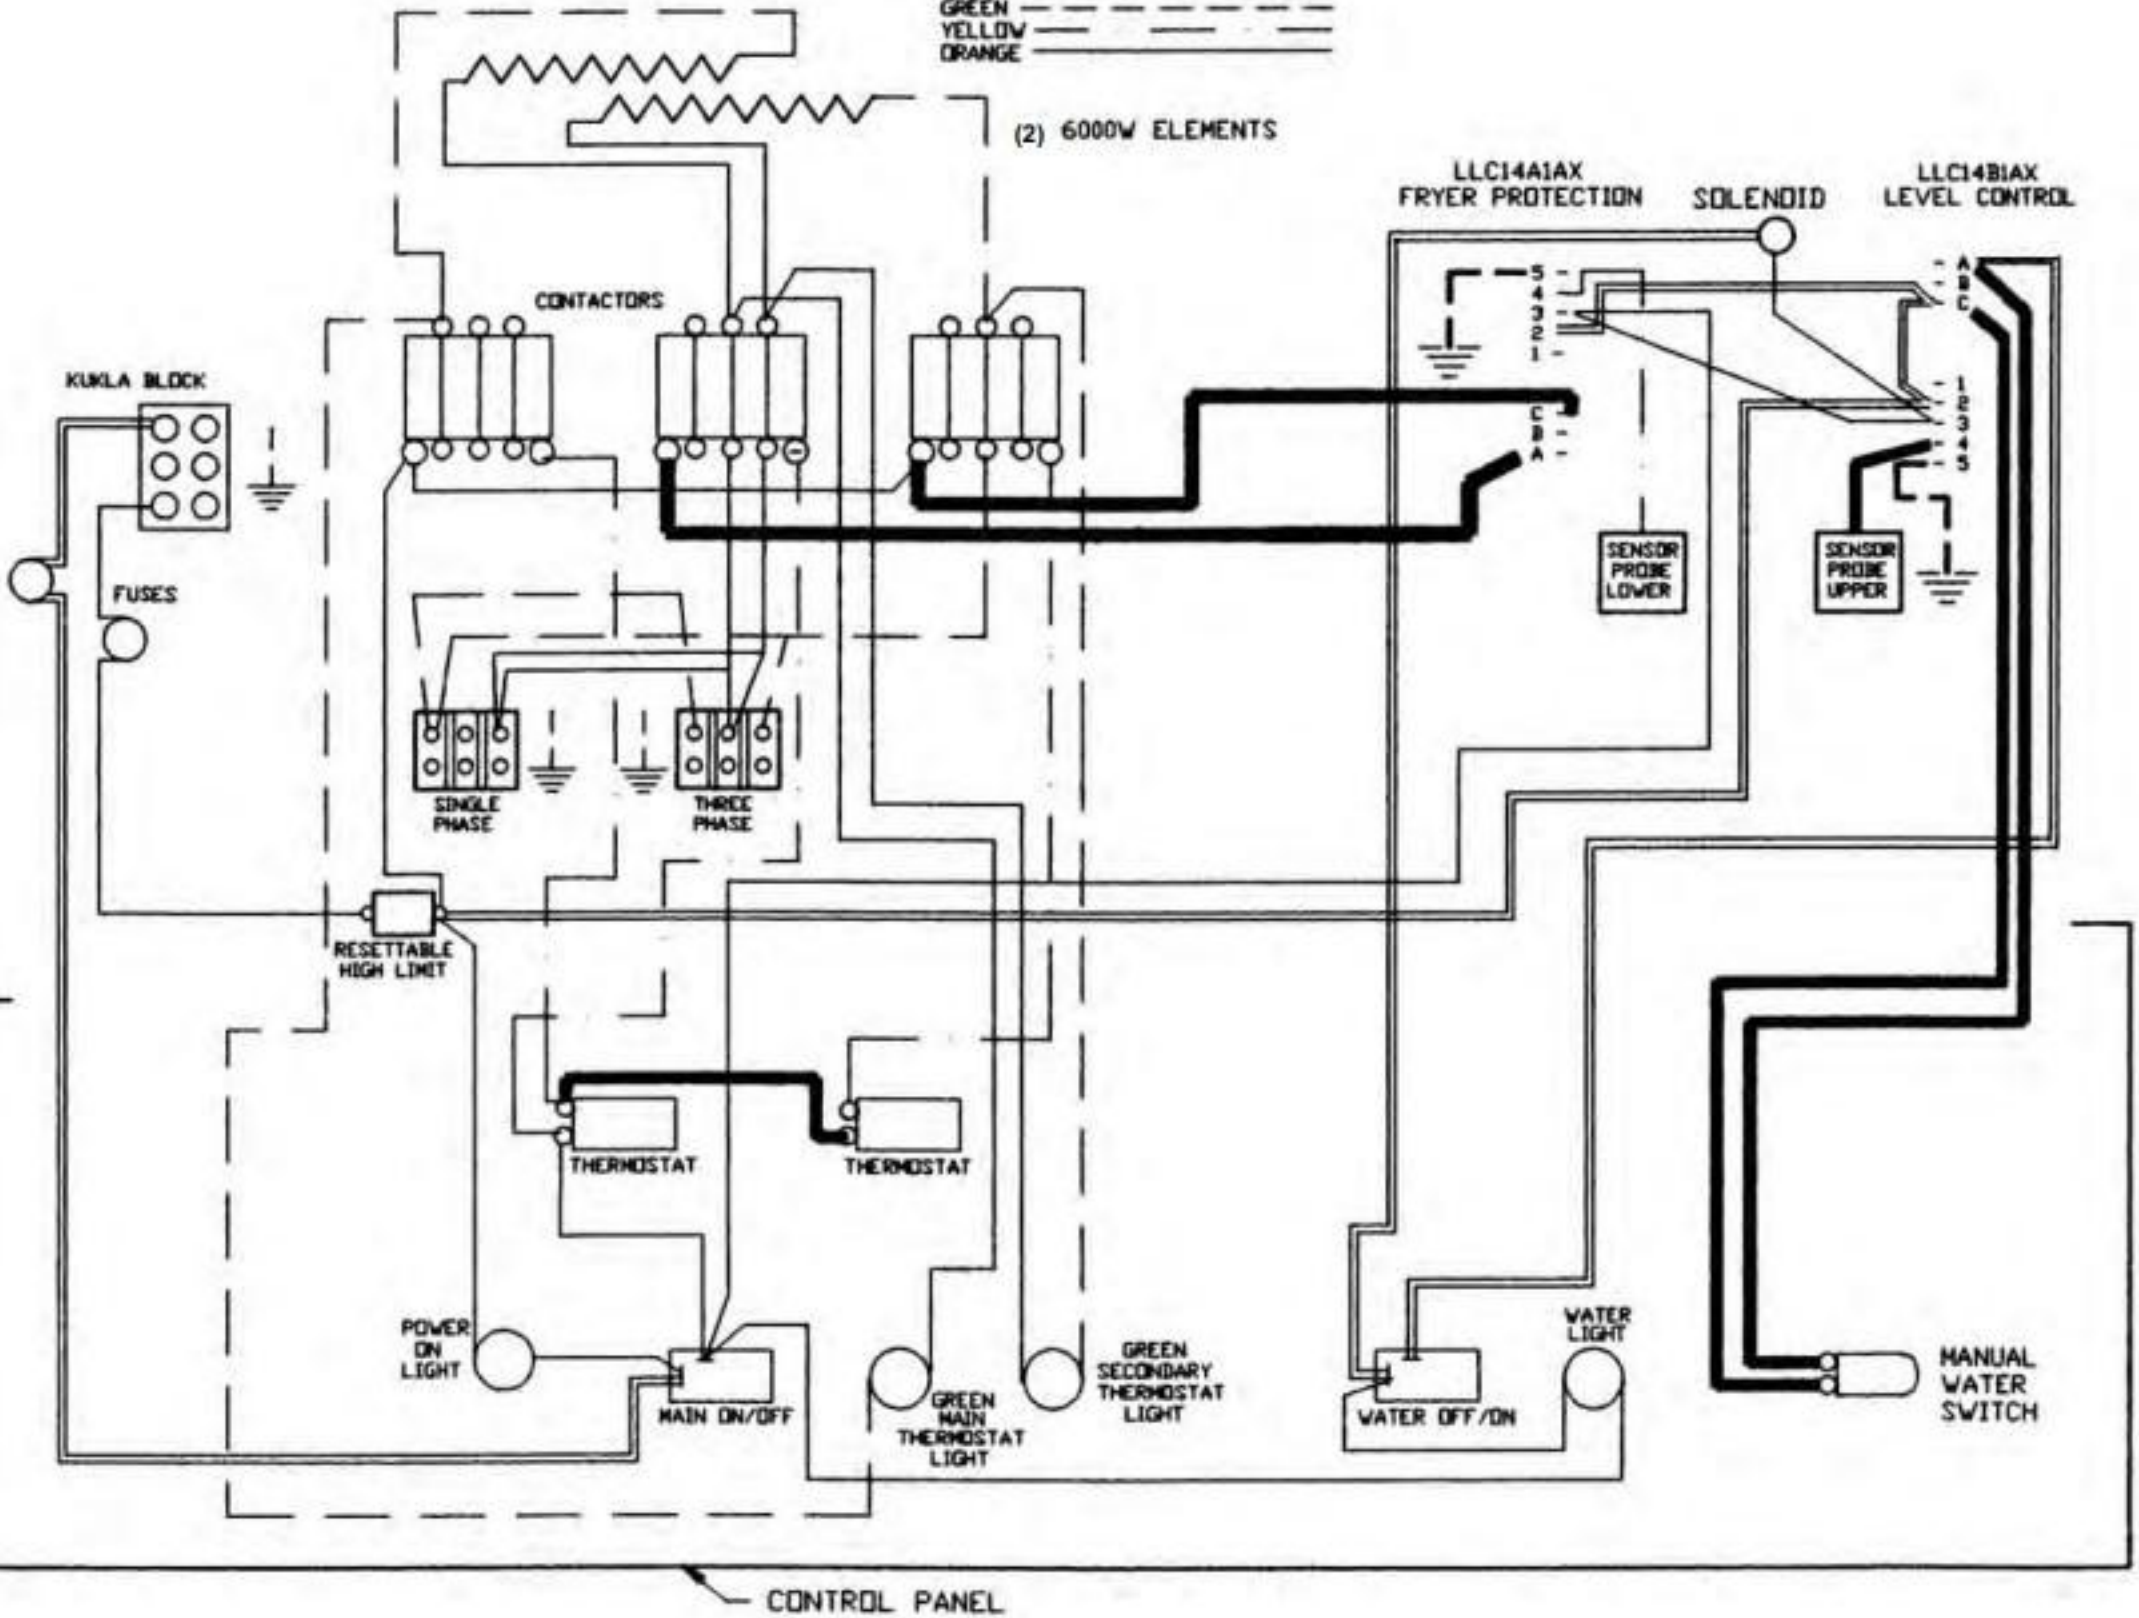 GREEN
YELLOW
ORANGE
(2) 6000W ELEMENTS
LLC14A1AX
FRYER PROTECTION
SOLENOID
LLC14B1AX
LEVEL CONTROL
CONTACTORS
5
4
3
2
1
C
B
A
A
B
C
1
2
3
4
5
KUKLA BLOCK
FUSES
SENSOR
PROBE
LOWER
SENSOR
PROBE
UPPER
SINGLE
PHASE
THREE
PHASE
RESETTABLE
HIGH LIMIT
THERMOSTAT
THERMOSTAT
POWER
ON
LIGHT
MAIN ON/OFF
GREEN
MAIN
THERMOSTAT
LIGHT
GREEN
SECONDARY
THERMOSTAT
LIGHT
WATER OFF/ON
WATER
LIGHT
MANUAL
WATER
SWITCH
CONTROL PANEL